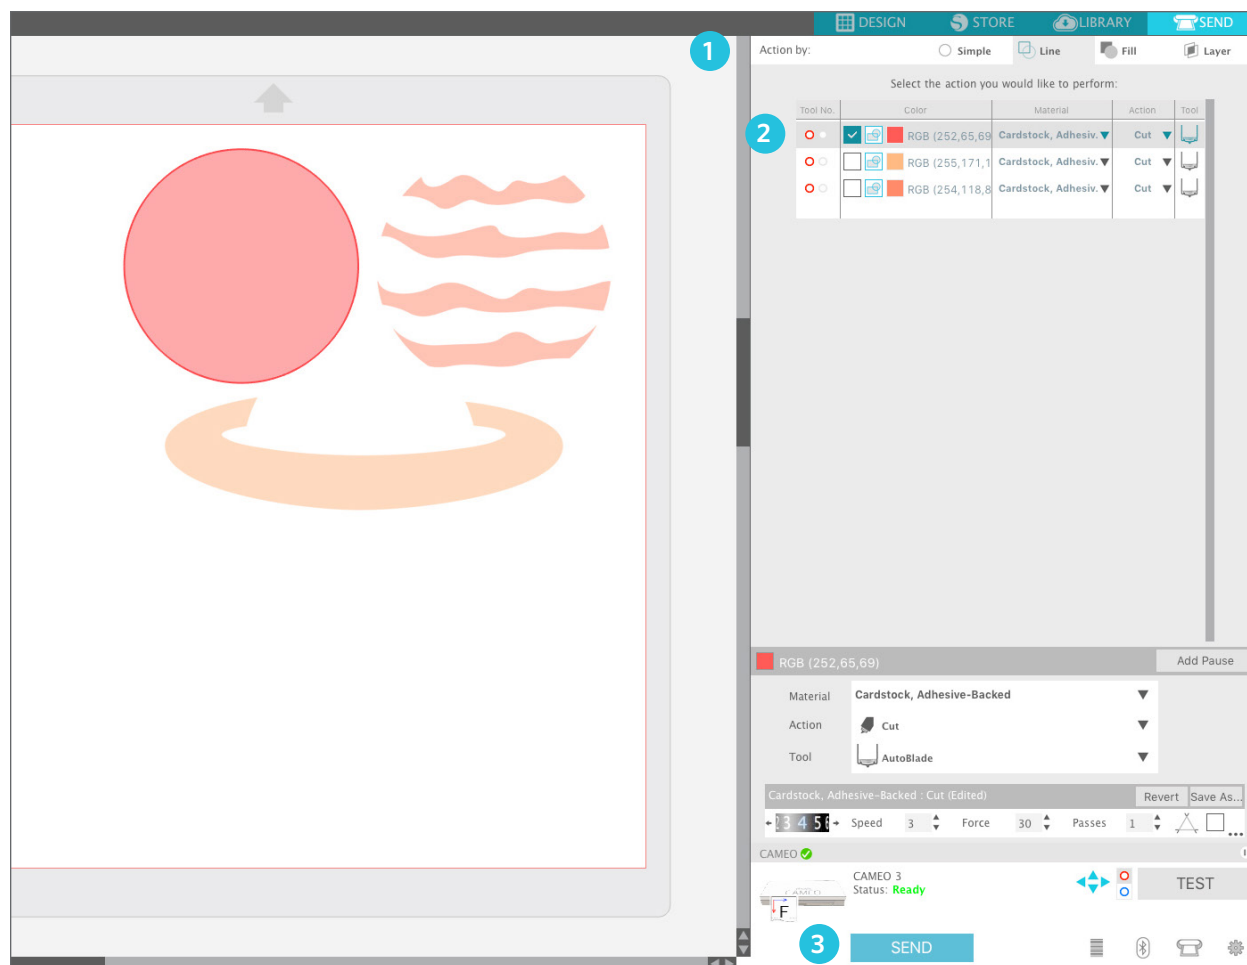 DESIGN STORE LIBRARY SEND
1
Action by: Simple Line Fill Layer
Select the action you would like to perform:
Tool No. Color Material Action Tool
2
RGB (252,65,69 Cardstock, Adhesiv. Cut
RGB (255,171,1 Cardstock, Adhesiv. Cut
RGB (254,118,8 Cardstock, Adhesiv. Cut
RGB (252,65,69) Add Pause
Material Cardstock, Adhesive-Backed
Action Cut
Tool AutoBlade
Cardstock, Adhesive-Backed : Cut (Edited) Revert Save As...
3 4 5 Speed 3 Force 30 Passes 1
CAMEO
CAMEO 3
Status: Ready
TEST
CAMEO
F
3 SEND